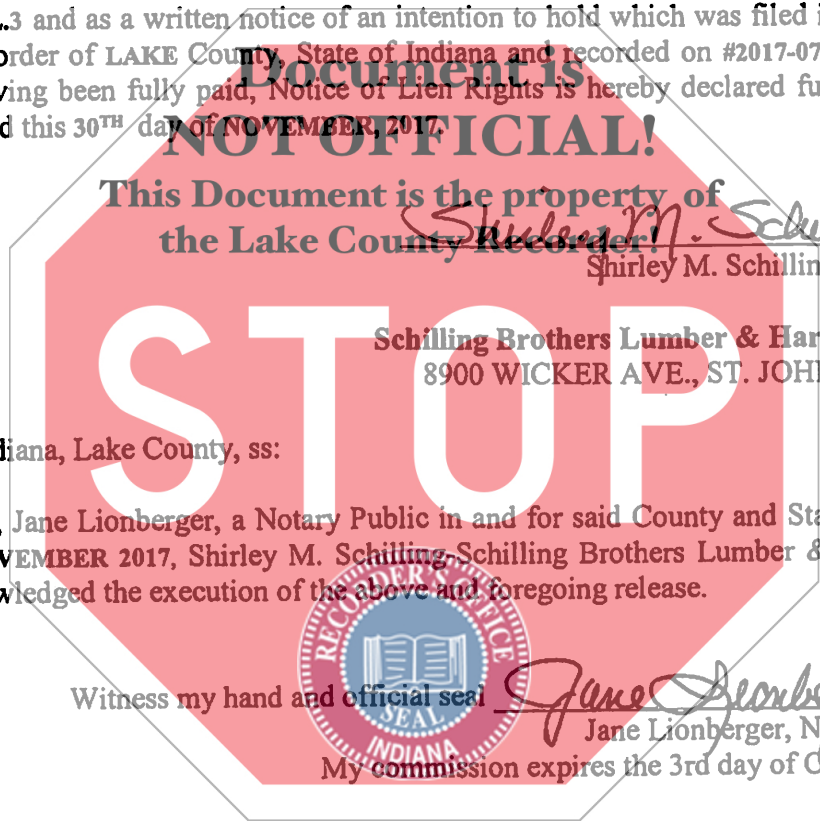 .3 and as a written notice of an intention to hold which was filed i
order of LAKE County, State of Indiana and recorded on #2017-07
ving been fully paid, Notice of Lien Rights is hereby declared fu
d this 30TH day of NOVEMBER, 2017.
Document is
NOT OFFICIAL!
This Document is the property of
the Lake County Recorder!
Shirley M. Schi
Shirley M. Schillin
Schilling Brothers Lumber & Har
8900 WICKER AVE., ST. JOH
STOP
diana, Lake County, ss:
, Jane Lionberger, a Notary Public in and for said County and Sta
VEMBER 2017, Shirley M. Schilling-Schilling Brothers Lumber &
wledged the execution of the above and foregoing release.
RECORDER'S OFFICE
SEAL
INDIANA
Witness my hand and official seal Jane Lionbe
Jane Lionberger, N
My commission expires the 3rd day of O